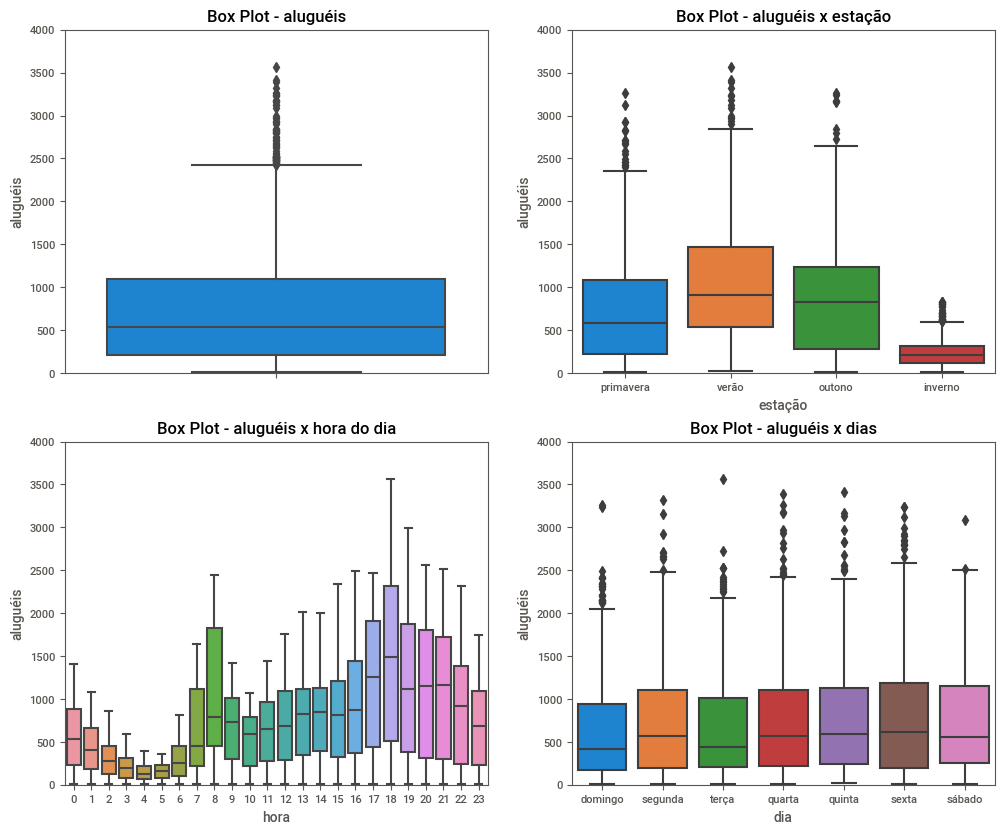 Box Plot - aluguéis
4000
3500
3000
2500
2000
1500
1000
500
0
aluguéis
Box Plot - aluguéis x estação
4000
3500
3000
2500
2000
1500
1000
500
0
aluguéis
primavera verão outono inverno
estação
Box Plot - aluguéis x hora do dia
4000
3500
3000
2500
2000
1500
1000
500
0
aluguéis
0 1 2 3 4 5 6 7 8 9 10 11 12 13 14 15 16 17 18 19 20 21 22 23
hora
Box Plot - aluguéis x dias
4000
3500
3000
2500
2000
1500
1000
500
0
aluguéis
domingo segunda terça quarta quinta sexta sábado
dia